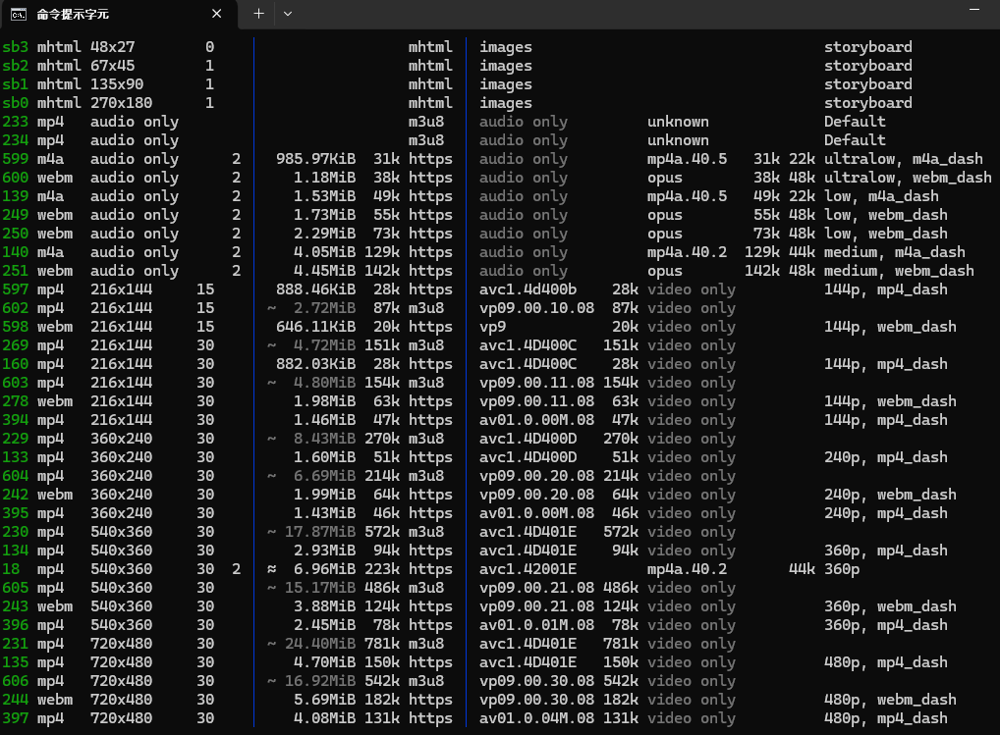 命令提示字元
sb3 mhtml 48x27 0 mhtml images storyboard
sb2 mhtml 67x45 1 mhtml images storyboard
sb1 mhtml 135x90 1 mhtml images storyboard
sb0 mhtml 270x180 1 mhtml images storyboard
233 mp4 audio only m3u8 audio only unknown Default
234 mp4 audio only m3u8 audio only unknown Default
599 m4a audio only 2 985.97KiB 31k https audio only mp4a.40.5 31k 22k ultralow, m4a_dash
600 webm audio only 2 1.18MiB 38k https audio only opus 38k 48k ultralow, webm_dash
139 m4a audio only 2 1.53MiB 49k https audio only mp4a.40.5 49k 22k low, m4a_dash
249 webm audio only 2 1.73MiB 55k https audio only opus 55k 48k low, webm_dash
250 webm audio only 2 2.29MiB 73k https audio only opus 73k 48k low, webm_dash
140 m4a audio only 2 4.05MiB 129k https audio only mp4a.40.2 129k 44k medium, m4a_dash
251 webm audio only 2 4.45MiB 142k https audio only opus 142k 48k medium, webm_dash
597 mp4 216x144 15 888.46KiB 28k https avc1.4d400b 28k video only 144p, mp4_dash
602 mp4 216x144 15 ~ 2.72MiB 87k m3u8 vp09.00.10.08 87k video only
598 webm 216x144 15 646.11KiB 20k https vp9 20k video only 144p, webm_dash
269 mp4 216x144 30 ~ 4.72MiB 151k m3u8 avc1.4D400C 151k video only
160 mp4 216x144 30 882.03KiB 28k https avc1.4D400C 28k video only 144p, mp4_dash
603 mp4 216x144 30 ~ 4.80MiB 154k m3u8 vp09.00.11.08 154k video only
278 webm 216x144 30 1.98MiB 63k https vp09.00.11.08 63k video only 144p, webm_dash
394 mp4 216x144 30 1.46MiB 47k https av01.0.00M.08 47k video only 144p, mp4_dash
229 mp4 360x240 30 ~ 8.43MiB 270k m3u8 avc1.4D400D 270k video only
133 mp4 360x240 30 1.60MiB 51k https avc1.4D400D 51k video only 240p, mp4_dash
604 mp4 360x240 30 ~ 6.69MiB 214k m3u8 vp09.00.20.08 214k video only
242 webm 360x240 30 1.99MiB 64k https vp09.00.20.08 64k video only 240p, webm_dash
395 mp4 360x240 30 1.43MiB 46k https av01.0.00M.08 46k video only 240p, mp4_dash
230 mp4 540x360 30 ~ 17.87MiB 572k m3u8 avc1.4D401E 572k video only
134 mp4 540x360 30 2.93MiB 94k https avc1.4D401E 94k video only 360p, mp4_dash
18 mp4 540x360 30 2 ≈ 6.96MiB 223k https avc1.42001E mp4a.40.2 44k 360p
605 mp4 540x360 30 ~ 15.17MiB 486k m3u8 vp09.00.21.08 486k video only
243 webm 540x360 30 3.88MiB 124k https vp09.00.21.08 124k video only 360p, webm_dash
396 mp4 540x360 30 2.45MiB 78k https av01.0.01M.08 78k video only 360p, mp4_dash
231 mp4 720x480 30 ~ 24.40MiB 781k m3u8 avc1.4D401E 781k video only
135 mp4 720x480 30 4.70MiB 150k https avc1.4D401E 150k video only 480p, mp4_dash
606 mp4 720x480 30 ~ 16.92MiB 542k m3u8 vp09.00.30.08 542k video only
244 webm 720x480 30 5.69MiB 182k https vp09.00.30.08 182k video only 480p, webm_dash
397 mp4 720x480 30 4.08MiB 131k https av01.0.04M.08 131k video only 480p, mp4_dash